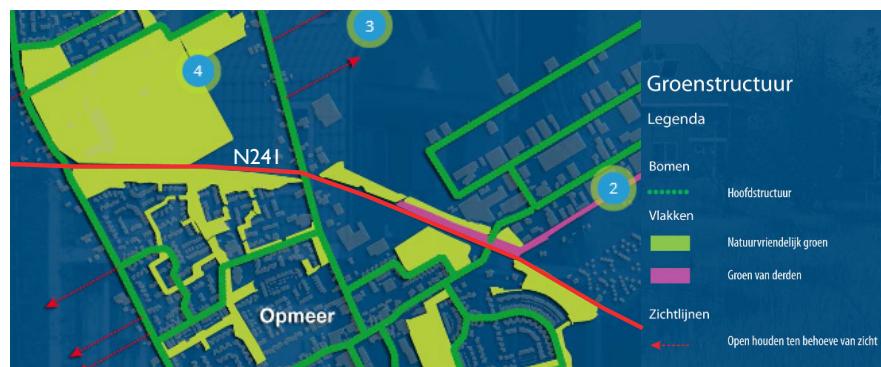 3
4
N241
2
Opmeer
Groenstructuur
Legenda
Bomen
Hoofdstructuur
Vlakken
Natuurvriendelijk groen
Groen van derden
Zichtlijnen
Open houden ten behoeve van zicht